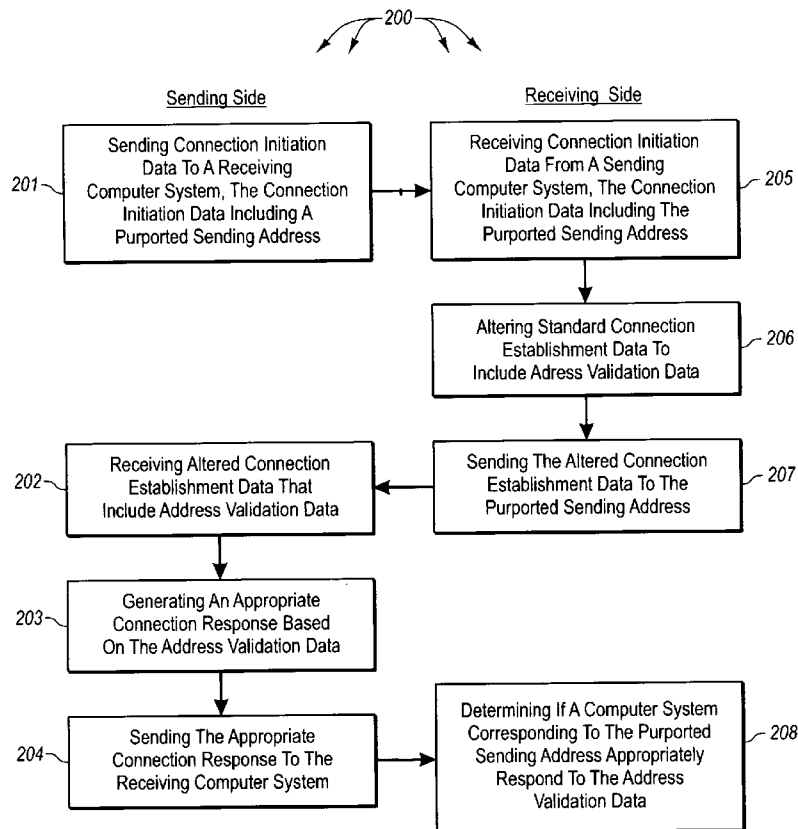 200
Sending Side
Receiving Side
201
Sending Connection Initiation
Data To A Receiving
Computer System, The Connection
Initiation Data Including A
Purported Sending Address
Receiving Connection Initiation
Data From A Sending
Computer System, The Connection
Initiation Data Including The
Purported Sending Address
205
Altering Standard Connection
Establishment Data To
Include Adress Validation Data
206
202
Receiving Altered Connection
Establishment Data That
Include Address Validation Data
Sending The Altered Connection
Establishment Data To The
Purported Sending Address
207
203
Generating An Appropriate
Connection Response Based
On The Address Validation Data
204
Sending The Appropriate
Connection Response To The
Receiving Computer System
Determining If A Computer System
Corresponding To The Purported
Sending Address Appropriately
Respond To The Address
Validation Data
208